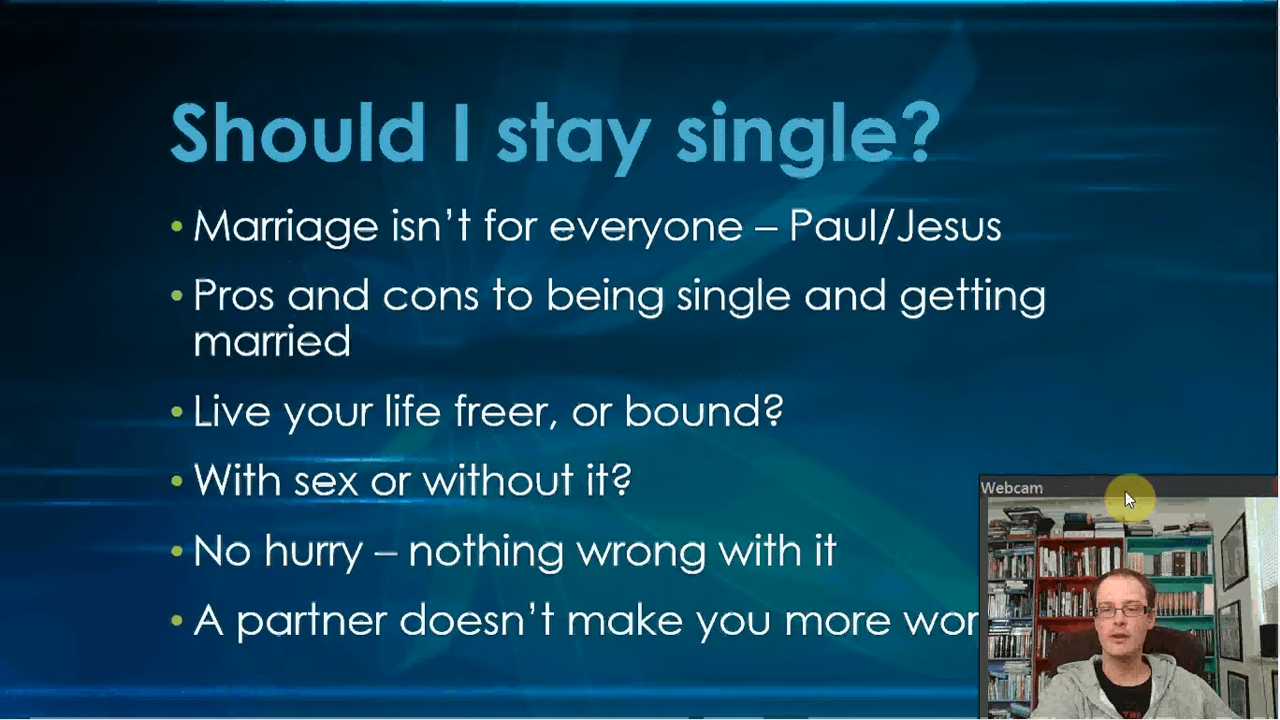 Should I stay single?
• Marriage isn’t for everyone – Paul/Jesus
• Pros and cons to being single and getting
married
• Live your life freer, or bound?
• With sex or without it?
• No hurry – nothing wrong with it
• A partner doesn’t make you more
Webcam